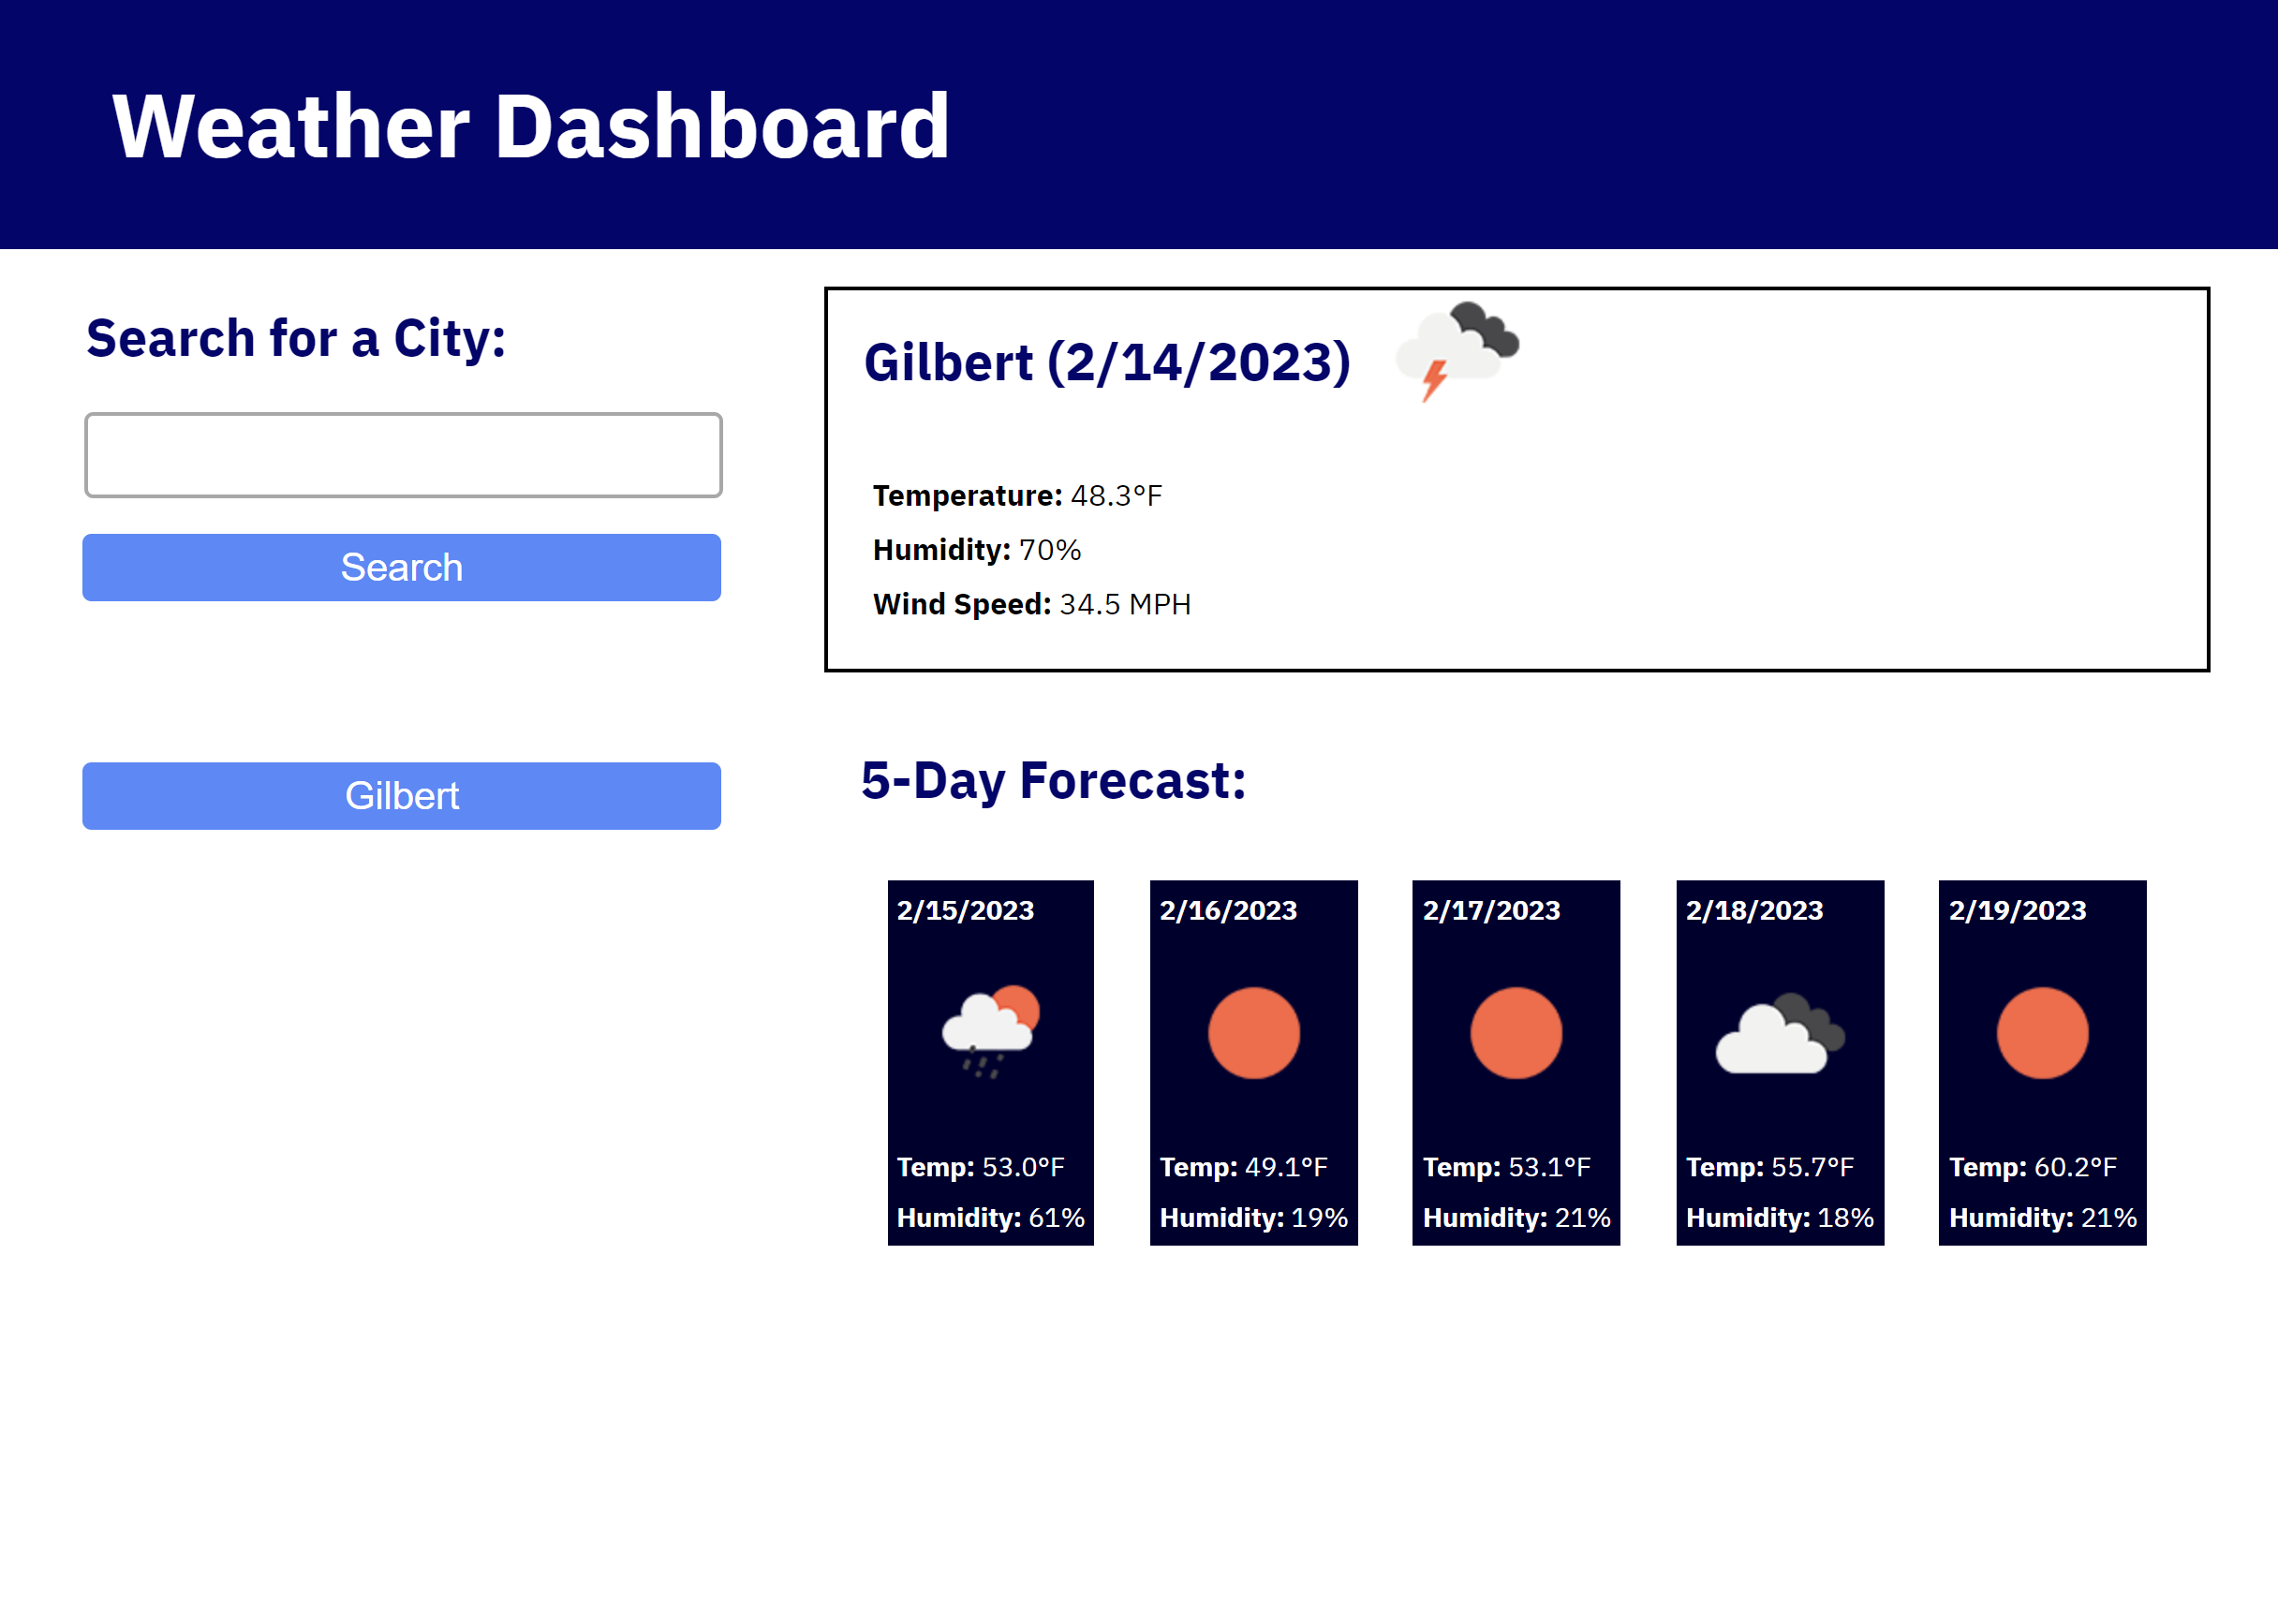 Weather Dashboard
Search for a City:
Search
Gilbert
Gilbert (2/14/2023)
Temperature: 48.3°F
Humidity: 70%
Wind Speed: 34.5 MPH
5-Day Forecast:
2/15/2023
Temp: 53.0°F
Humidity: 61%
2/16/2023
Temp: 49.1°F
Humidity: 19%
2/17/2023
Temp: 53.1°F
Humidity: 21%
2/18/2023
Temp: 55.7°F
Humidity: 18%
2/19/2023
Temp: 60.2°F
Humidity: 21%